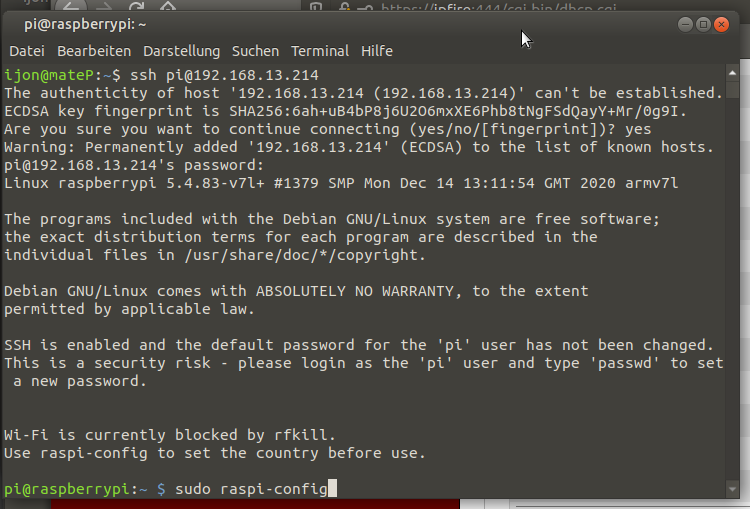 https://ipfire:444/cgi-bin/dhcp.cgi
pi@raspberrypi: ~
Datei Bearbeiten Darstellung Suchen Terminal Hilfe
ijon@mateP:~$ ssh pi@192.168.13.214
The authenticity of host '192.168.13.214 (192.168.13.214)' can't be established.
ECDSA key fingerprint is SHA256:6ah+uB4bP8j6U2O6mxXE6Phb8tNgFSdQayY+Mr/0g9I.
Are you sure you want to continue connecting (yes/no/[fingerprint])? yes
Warning: Permanently added '192.168.13.214' (ECDSA) to the list of known hosts.
pi@192.168.13.214's password:
Linux raspberrypi 5.4.83-v7l+ #1379 SMP Mon Dec 14 13:11:54 GMT 2020 armv7l
The programs included with the Debian GNU/Linux system are free software;
the exact distribution terms for each program are described in the
individual files in /usr/share/doc/*/copyright.
Debian GNU/Linux comes with ABSOLUTELY NO WARRANTY, to the extent
permitted by applicable law.
SSH is enabled and the default password for the 'pi' user has not been changed.
This is a security risk - please login as the 'pi' user and type 'passwd' to set
 a new password.
Wi-Fi is currently blocked by rfkill.
Use raspi-config to set the country before use.
pi@raspberrypi:~ $ sudo raspi-config